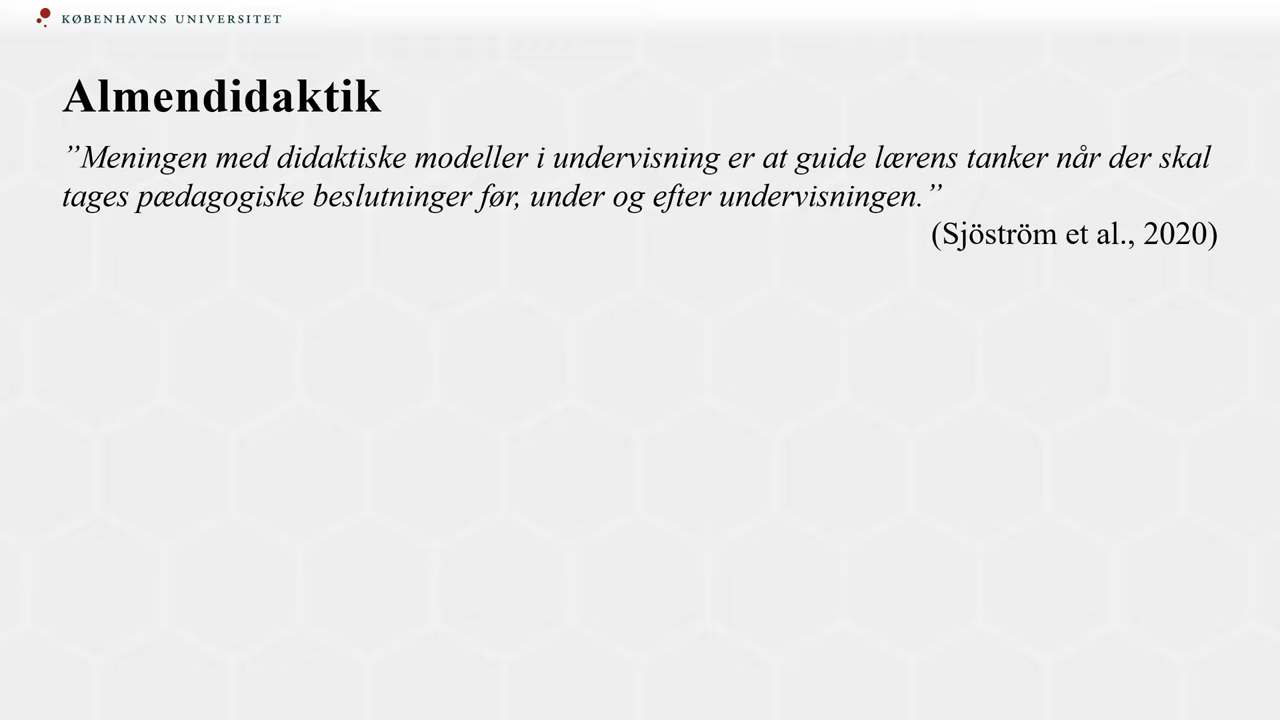 KØBENHAVNS UNIVERSITET
Almendidaktik
”Meningen med didaktiske modeller i undervisning er at guide lærens tanker når der skal
tages pædagogiske beslutninger før, under og efter undervisningen.”
(Sjöström et al., 2020)